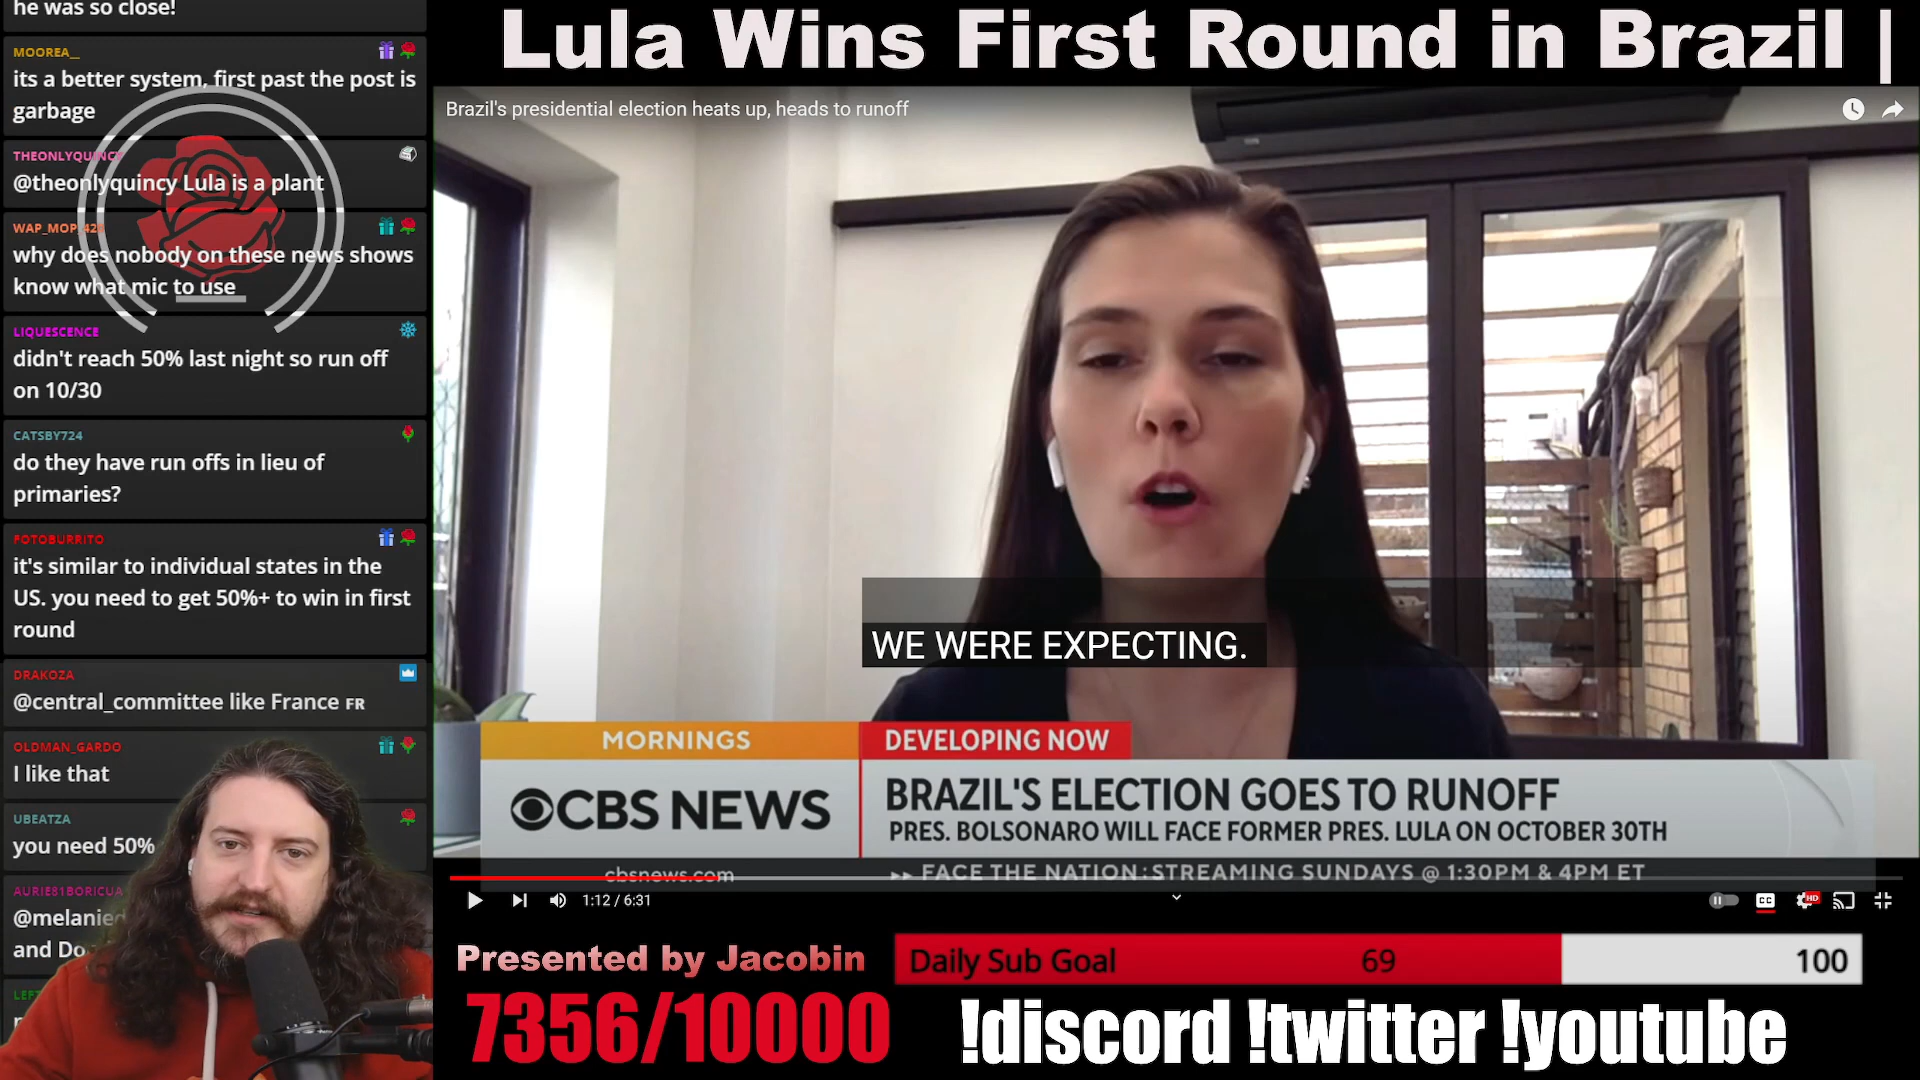 he was so close!
MOOREA__
its a better system, first past the post is
garbage
THEONLYQUINCY
@theonlyquincy Lula is a plant
why does nobody on these news shows
know what mic to use
LIQUESCENCE
didn't reach 50% last night so run off
on 10/30
CATSBY724
do they have run offs in lieu of
primaries?
FOTOBURRITO
it's similar to individual states in the
US. you need to get 50%+ to win in first
round
DRAKOZA
@central_committee like France FR
OLDMAN_GARDO
I like that
UBEATZA
you need 50%
AURIE81BORICUA
and
Lula Wins First Round in Brazil |
Brazil's presidential election heats up, heads to runoff
WE WERE EXPECTING.
MORNINGS
DEVELOPING NOW
CBS NEWS
BRAZIL'S ELECTION GOES TO RUNOFF
PRES. BOLSONARO WILL FACE FORMER PRES. LULA ON OCTOBER 30TH
cbsnews.com
▸▸ FACE THE NATION: STREAMING SUNDAYS @ 1:30PM & 4PM ET
1:12 / 6:31
CC
HD
Presented by Jacobin
Daily Sub Goal 69 100
7356/10000
!discord !twitter !youtube